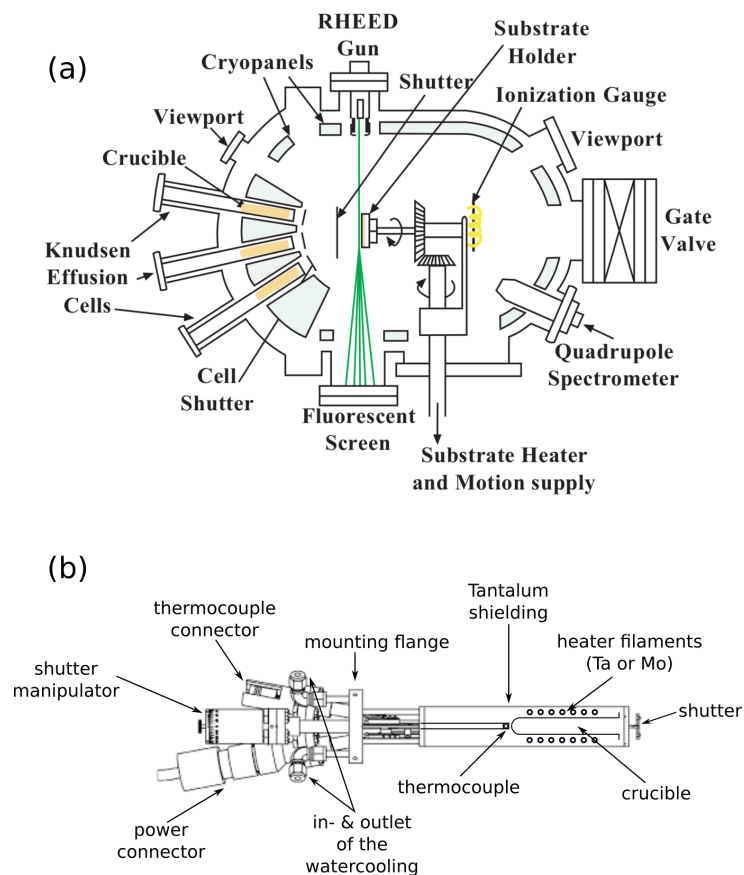 (a)
RHEED
Gun
Substrate
Holder
Cryopanels
Shutter
Ionization Gauge
Viewport
Viewport
Crucible
Knudsen
Effusion
Cells
Gate
Valve
Cell
Shutter
Quadrupole
Spectrometer
Fluorescent
Screen
Substrate Heater
and Motion supply
(b)
thermocouple
connector
mounting flange
Tantalum
shielding
heater filaments
(Ta or Mo)
shutter
manipulator
shutter
thermocouple
crucible
power
connector
in- & outlet
of the
watercooling